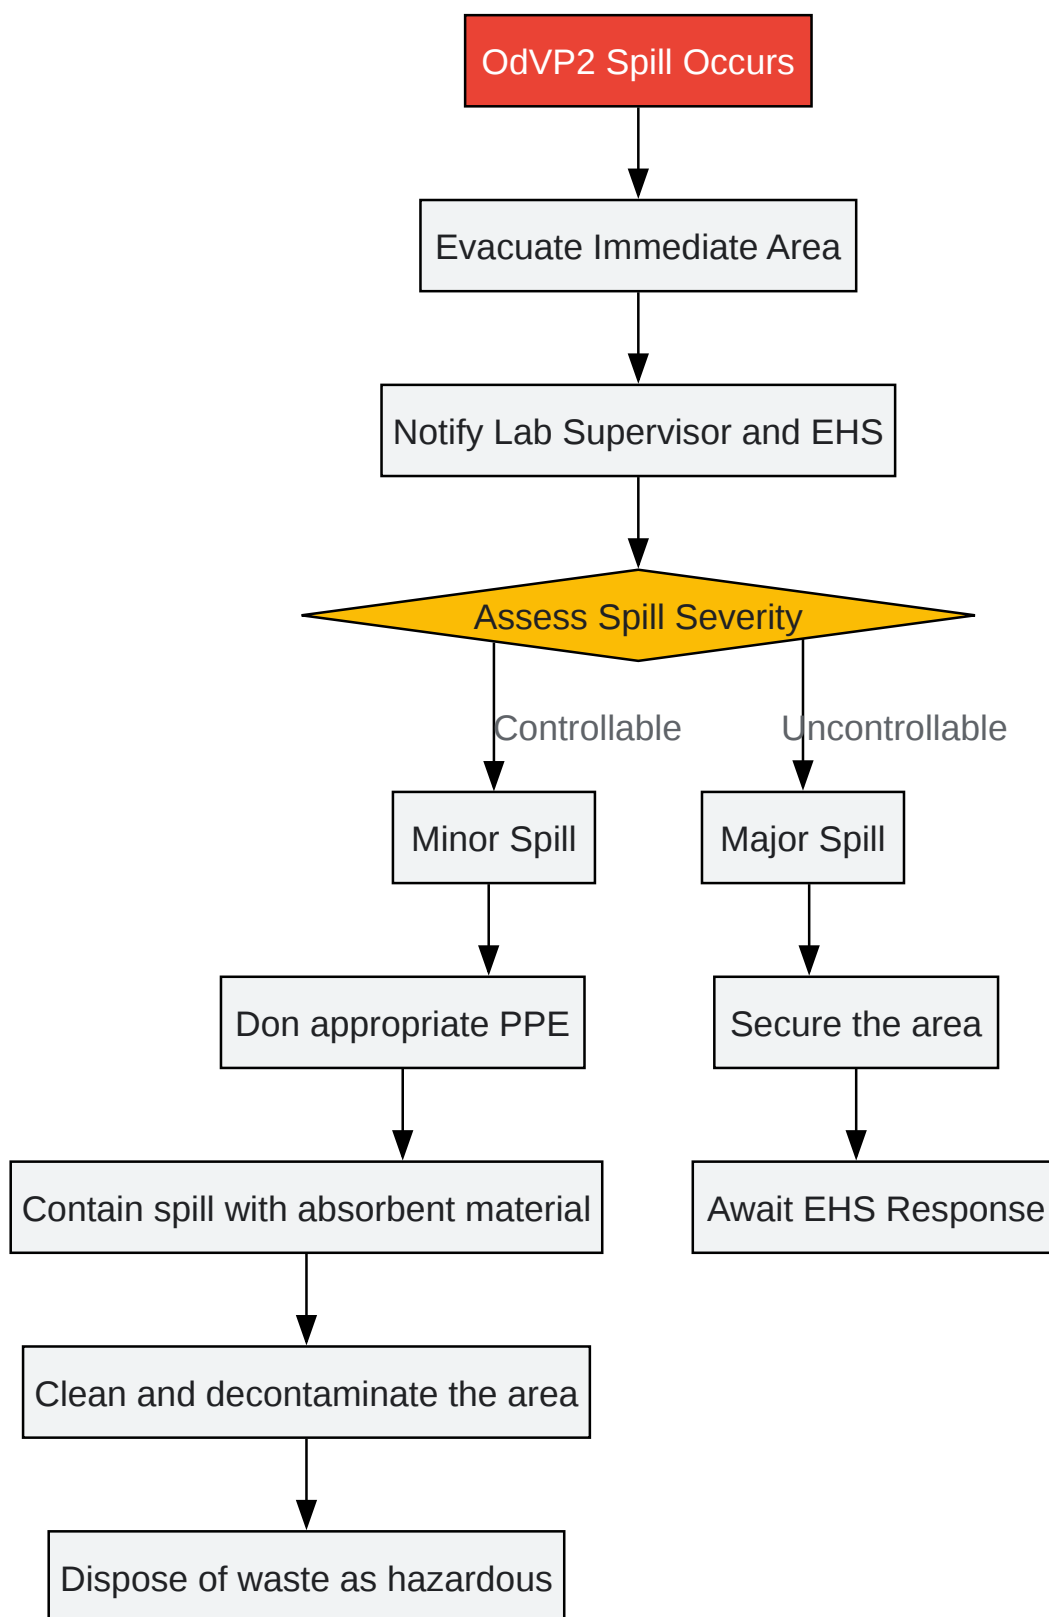 OdVP2 Spill Occurs
Evacuate Immediate Area
Notify Lab Supervisor and EHS
Assess Spill Severity
Controllable
Uncontrollable
Minor Spill
Major Spill
Don appropriate PPE
Secure the area
Contain spill with absorbent material
Await EHS Response
Clean and decontaminate the area
Dispose of waste as hazardous